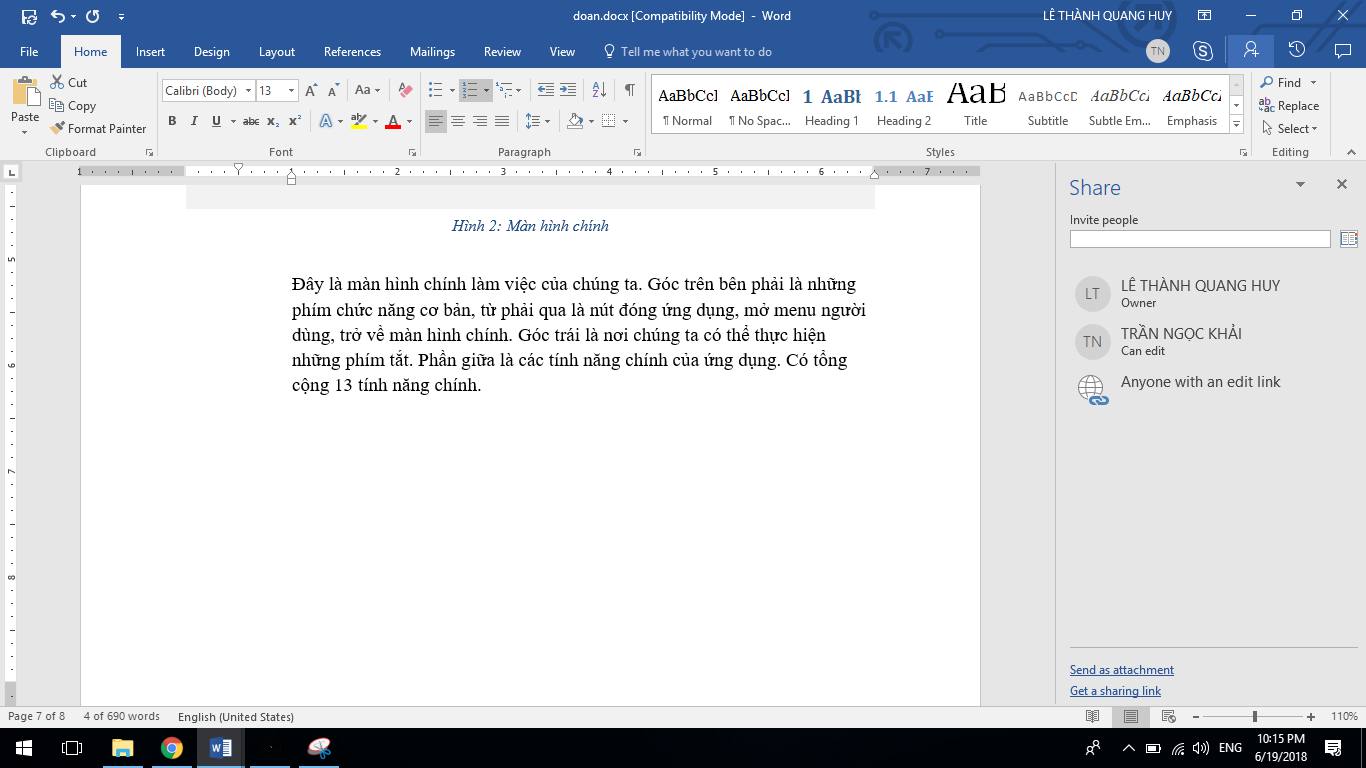 doan.docx [Compatibility Mode] - Word
LÊ THÀNH QUANG HUY
File Home Insert Design Layout References Mailings Review View Tell me what you want to do
TN
Paste
Cut
Copy
Format Painter
Clipboard
Calibri (Body) 13
Font
Paragraph
AaBbCcI AaBbCcI 1 AaBb 1.1 AaB AaB AaBbCcD AaBbCcI AaBbCcI
¶ Normal ¶ No Spac... Heading 1 Heading 2 Title Subtitle Subtle Em... Emphasis
Styles
Find
Replace
Select
Editing
1 1 2 3 4 5 6 7
5
6
7
8
Hình 2: Màn hình chính
Đây là màn hình chính làm việc của chúng ta. Góc trên bên phải là những
phím chức năng cơ bản, từ phải qua là nút đóng ứng dụng, mở menu người
dùng, trở về màn hình chính. Góc trái là nơi chúng ta có thể thực hiện
những phím tắt. Phần giữa là các tính năng chính của ứng dụng. Có tổng
cộng 13 tính năng chính.
Share
Invite people
LT
LÊ THÀNH QUANG HUY
Owner
TN
TRẦN NGỌC KHẢI
Can edit
Anyone with an edit link
Send as attachment
Get a sharing link
Page 7 of 8 4 of 690 words English (United States)
110%
ENG
10:15 PM
6/19/2018